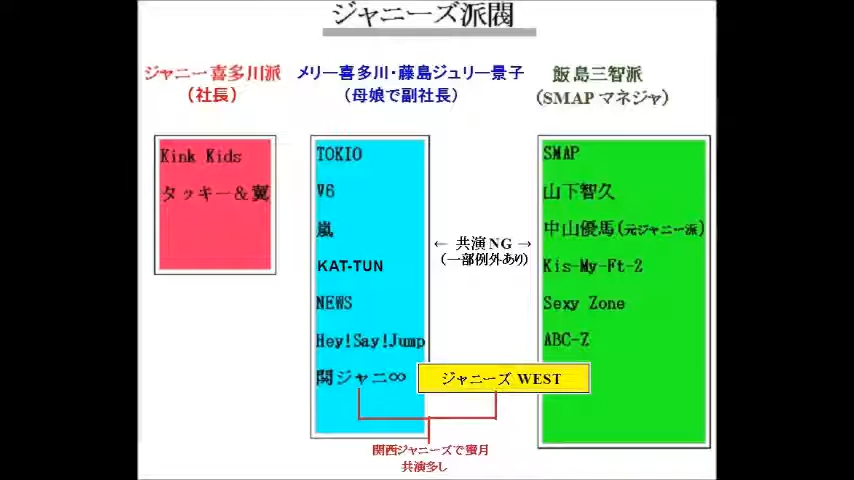 ジャニーズ派閥
ジャニー喜多川派
（社長）
メリー喜多川・藤島ジュリー景子
（母娘で副社長）
飯島三智派
（SMAP マネジャ）
Kink Kids
タッキー＆翼
TOKIO
V6
嵐
KAT-TUN
NEWS
Hey!Say!Jump
関ジャニ∞
← 共演 NG →
（一部例外あり）
SMAP
山下智久
中山優馬（元ジャニー派）
Kis-My-Ft-2
Sexy Zone
ABC-Z
ジャニーズ WEST
関西ジャニーズで蜜月
共演多し